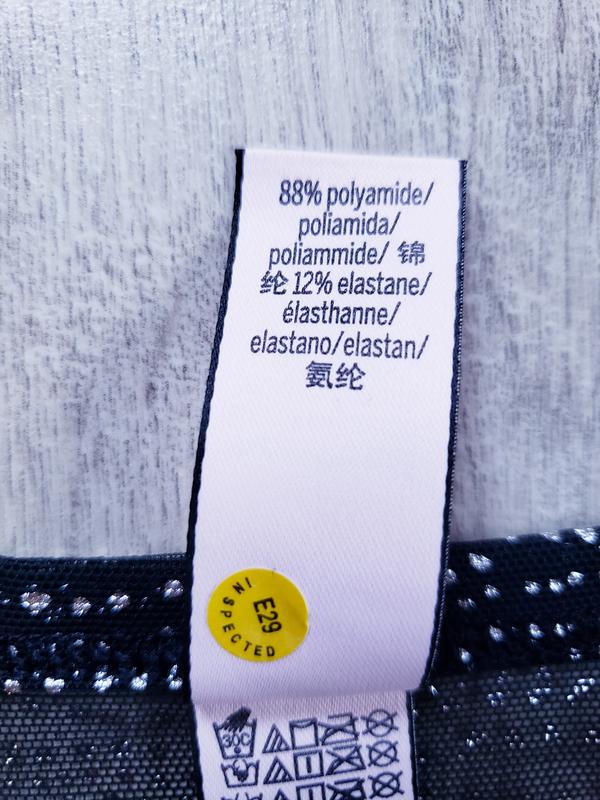 88% polyamide/
poliamida/
poliammide/ 锦
纶 12% elastane/
élasthanne/
elastano/elastan/
氨纶
E29
INSPECTED
30C